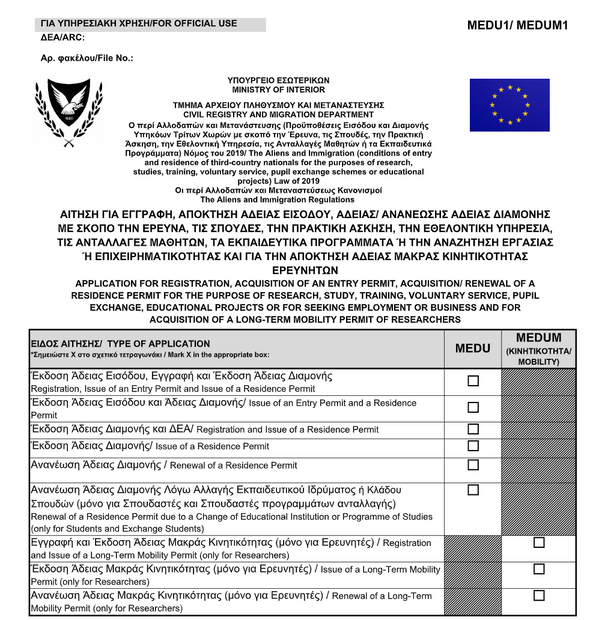 ΓΙΑ ΥΠΗΡΕΣΙΑΚΗ ΧΡΗΣΗ/FOR OFFICIAL USE
MEDU1/ MEDUM1
ΔΕΑ/ARC:
Αρ. φακέλου/File No.:
ΥΠΟΥΡΓΕΙΟ ΕΣΩΤΕΡΙΚΩΝ
MINISTRY OF INTERIOR
ΤΜΗΜΑ ΑΡΧΕΙΟΥ ΠΛΗΘΥΣΜΟΥ ΚΑΙ ΜΕΤΑΝΑΣΤΕΥΣΗΣ
CIVIL REGISTRY AND MIGRATION DEPARTMENT
Ο περί Αλλοδαπών και Μετανάστευσης (Προϋποθέσεις Εισόδου και Διαμονής
Υπηκόων Τρίτων Χωρών με σκοπό την Έρευνα, τις Σπουδές, την Πρακτική
Άσκηση, την Εθελοντική Υπηρεσία, τις Ανταλλαγές Μαθητών ή τα Εκπαιδευτικά
Προγράμματα) Νόμος του 2019/ The Aliens and Immigration (conditions of entry
and residence of third-country nationals for the purposes of research,
studies, training, voluntary service, pupil exchange schemes or educational
projects) Law of 2019
Οι περί Αλλοδαπών και Μεταναστεύσεως Κανονισμοί
The Aliens and Immigration Regulations
ΑΙΤΗΣΗ ΓΙΑ ΕΓΓΡΑΦΗ, ΑΠΟΚΤΗΣΗ ΑΔΕΙΑΣ ΕΙΣΟΔΟΥ, ΑΔΕΙΑΣ/ ΑΝΑΝΕΩΣΗΣ ΑΔΕΙΑΣ ΔΙΑΜΟΝΗΣ
ΜΕ ΣΚΟΠΟ ΤΗΝ ΕΡΕΥΝΑ, ΤΙΣ ΣΠΟΥΔΕΣ, ΤΗΝ ΠΡΑΚΤΙΚΗ ΑΣΚΗΣΗ, ΤΗΝ ΕΘΕΛΟΝΤΙΚΗ ΥΠΗΡΕΣΙΑ,
ΤΙΣ ΑΝΤΑΛΛΑΓΕΣ ΜΑΘΗΤΩΝ, ΤΑ ΕΚΠΑΙΔΕΥΤΙΚΑ ΠΡΟΓΡΑΜΜΑΤΑ Ή ΤΗΝ ΑΝΑΖΗΤΗΣΗ ΕΡΓΑΣΙΑΣ
Ή ΕΠΙΧΕΙΡΗΜΑΤΙΚΟΤΗΤΑΣ ΚΑΙ ΓΙΑ ΤΗΝ ΑΠΟΚΤΗΣΗ ΑΔΕΙΑΣ ΜΑΚΡΑΣ ΚΙΝΗΤΙΚΟΤΗΤΑΣ
ΕΡΕΥΝΗΤΩΝ
APPLICATION FOR REGISTRATION, ACQUISITION OF AN ENTRY PERMIT, ACQUISITION/ RENEWAL OF A
RESIDENCE PERMIT FOR THE PURPOSE OF RESEARCH, STUDY, TRAINING, VOLUNTARY SERVICE, PUPIL
EXCHANGE, EDUCATIONAL PROJECTS OR FOR SEEKING EMPLOYMENT OR BUSINESS AND FOR
ACQUISITION OF A LONG-TERM MOBILITY PERMIT OF RESEARCHERS
ΕΙΔΟΣ ΑΙΤΗΣΗΣ/ TYPE OF APPLICATION
*Σημειώστε Χ στο σχετικό τετραγωνάκι / Mark X in the appropriate box:
MEDU
MEDUM
(ΚΙΝΗΤΙΚΟΤΗΤΑ/
MOBILITY)
Έκδοση Άδειας Εισόδου, Εγγραφή και Έκδοση Άδειας Διαμονής
Registration, Issue of an Entry Permit and Issue of a Residence Permit
Έκδοση Άδειας Εισόδου και Άδειας Διαμονής/ Issue of an Entry Permit and a Residence
Permit
Έκδοση Άδειας Διαμονής και ΔΕΑ/ Registration and Issue of a Residence Permit
Έκδοση Άδειας Διαμονής/ Issue of a Residence Permit
Ανανέωση Άδειας Διαμονής / Renewal of a Residence Permit
Ανανέωση Άδειας Διαμονής Λόγω Αλλαγής Εκπαιδευτικού Ιδρύματος ή Κλάδου
Σπουδών (μόνο για Σπουδαστές και Σπουδαστές προγραμμάτων ανταλλαγής)
Renewal of a Residence Permit due to a Change of Educational Institution or Programme of Studies
(only for Students and Exchange Students)
Εγγραφή και Έκδοση Άδειας Μακράς Κινητικότητας (μόνο για Ερευνητές) / Registration
and Issue of a Long-Term Mobility Permit (only for Researchers)
Έκδοση Άδειας Μακράς Κινητικότητας (μόνο για Ερευνητές) / Issue of a Long-Term Mobility
Permit (only for Researchers)
Ανανέωση Άδειας Μακράς Κινητικότητας (μόνο για Ερευνητές) / Renewal of a Long-Term
Mobility Permit (only for Researchers)